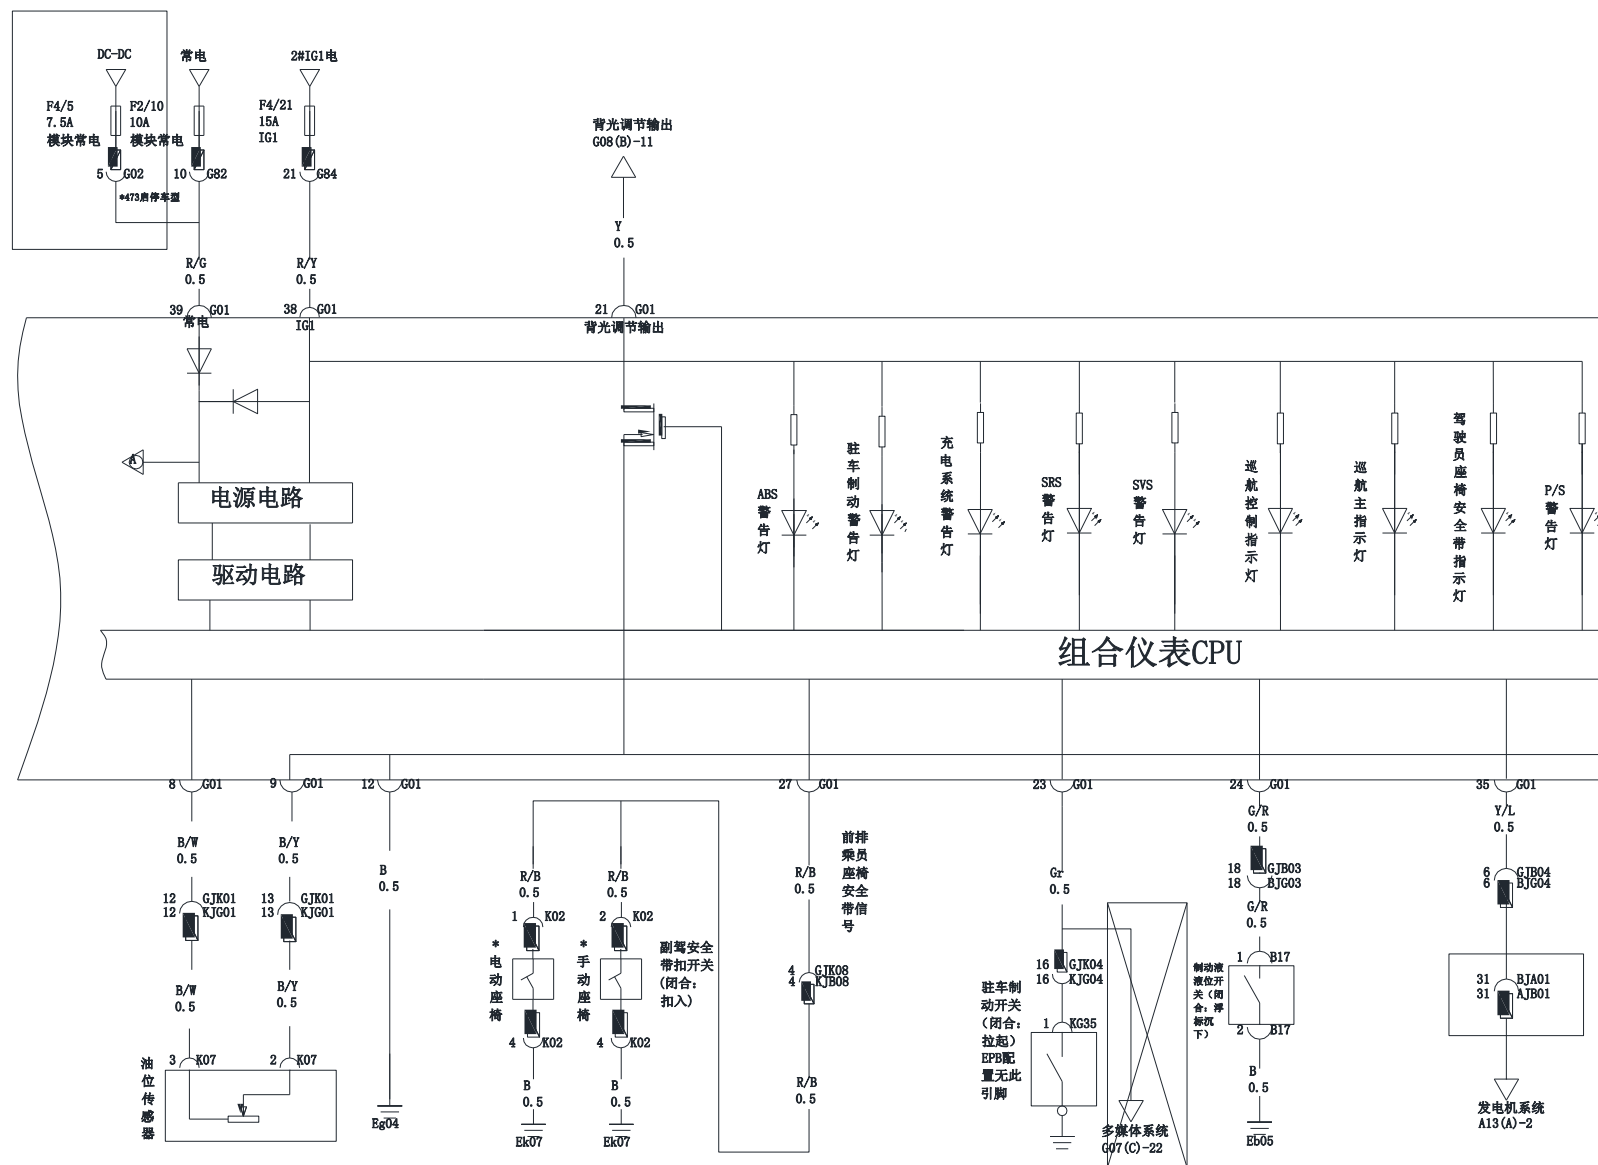 DC-DC
常电
2#IG1电
F4/5
7.5A
模块常电
F2/10
10A
模块常电
F4/21
15A
IG1
5 G02
10 G82
21 G84
*473启停车型
背光调节输出
G08(B)-11
Y
0.5
R/G
0.5
R/Y
0.5
39 G01
常电
38 G01
IG1
21 G01
背光调节输出
A
电源电路
驱动电路
ABS
警告灯
驻车制动警告灯
充电系统警告灯
SRS
警告灯
SVS
警告灯
巡航控制指示灯
巡航主指示灯
驾驶员座椅安全带指示灯
P/S
警告灯
组合仪表CPU
8 G01
9 G01
12 G01
27 G01
23 G01
24 G01
35 G01
B/W
0.5
B/Y
0.5
B
0.5
12 GJK01
12 KJG01
13 GJK01
13 KJG01
B/W
0.5
B/Y
0.5
3 K07
2 K07
油位传感器
Eg04
R/B
0.5
R/B
0.5
1 K02
2 K02
*电动座椅
*手动座椅
副驾安全
带扣开关
(闭合:
扣入)
4 K02
4 K02
B
0.5
B
0.5
Ek07
Ek07
R/B
0.5
前排
乘员
座椅
安全
带信
号
4 GJK08
4 KJB08
R/B
0.5
Gr
0.5
16 GJK04
16 KJG04
1 KG35
驻车制
动开关
(闭合:
拉起)
EPB配
置无此
引脚
多媒体系统
G07(C)-22
G/R
0.5
18 GJB03
18 BJG03
G/R
0.5
1 B17
制动液
液位开
关(闭
合:浮
标沉
下)
2 B17
B
0.5
Eb05
Y/L
0.5
6 GJB04
6 BJG04
31 BJA01
31 AJB01
发电机系统
A13(A)-2